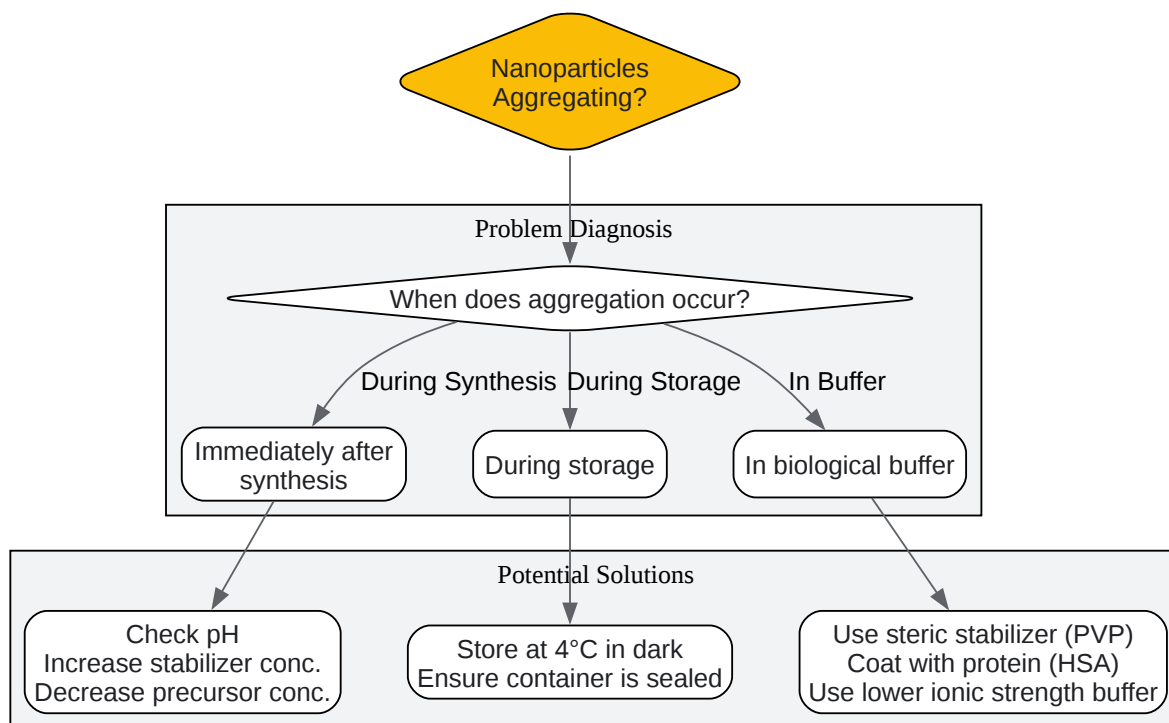 Nanoparticles
Aggregating?
Problem Diagnosis
When does aggregation occur?
During Synthesis
During Storage
In Buffer
Immediately after
synthesis
During storage
In biological buffer
Potential Solutions
Check pH
Increase stabilizer conc.
Decrease precursor conc.
Store at 4°C in dark
Ensure container is sealed
Use steric stabilizer (PVP)
Coat with protein (HSA)
Use lower ionic strength buffer